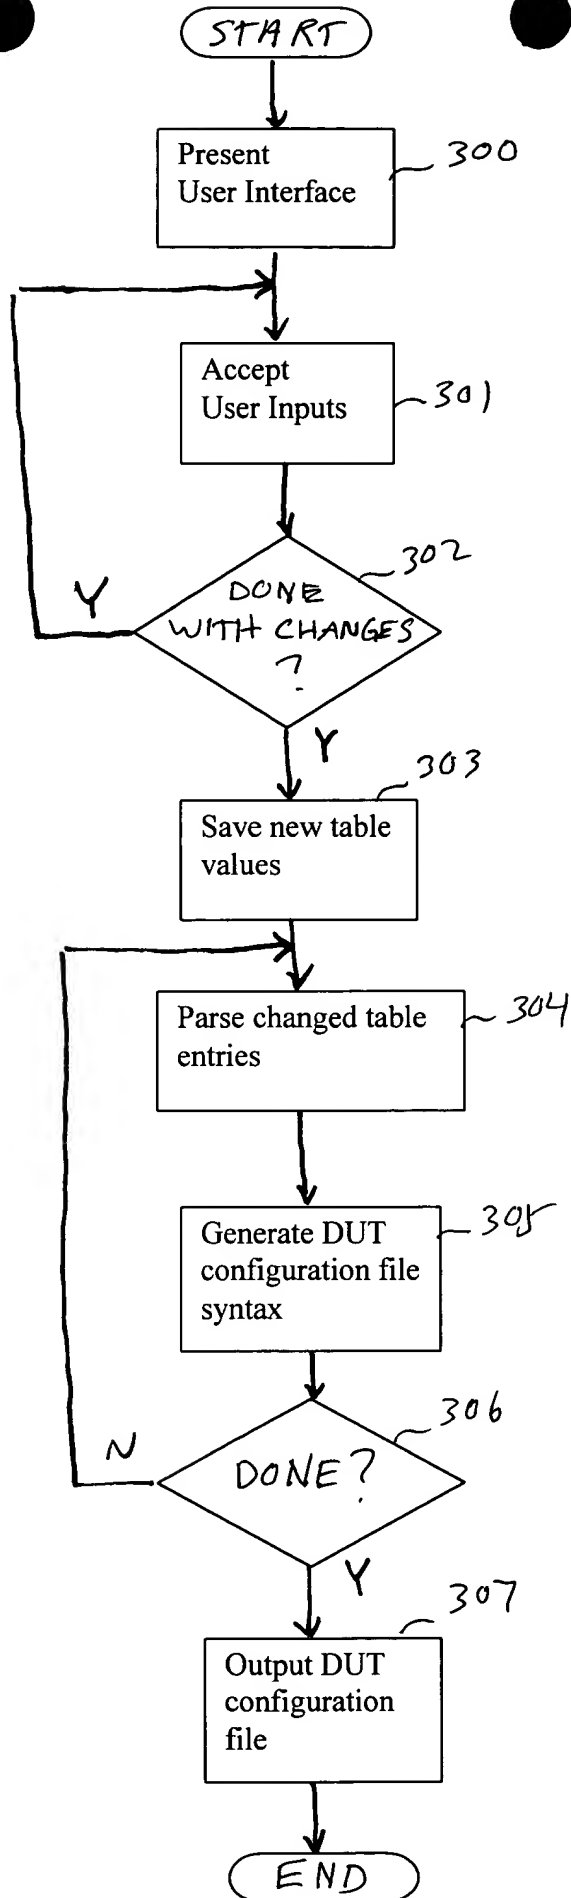 START
Present
User Interface
300
Accept
User Inputs
301
302
DONE
WITH CHANGES
?
Y
Y
303
Save new table
values
Parse changed table
entries
304
305
Generate DUT
configuration file
syntax
306
DONE?
N
Y
307
Output DUT
configuration
file
END